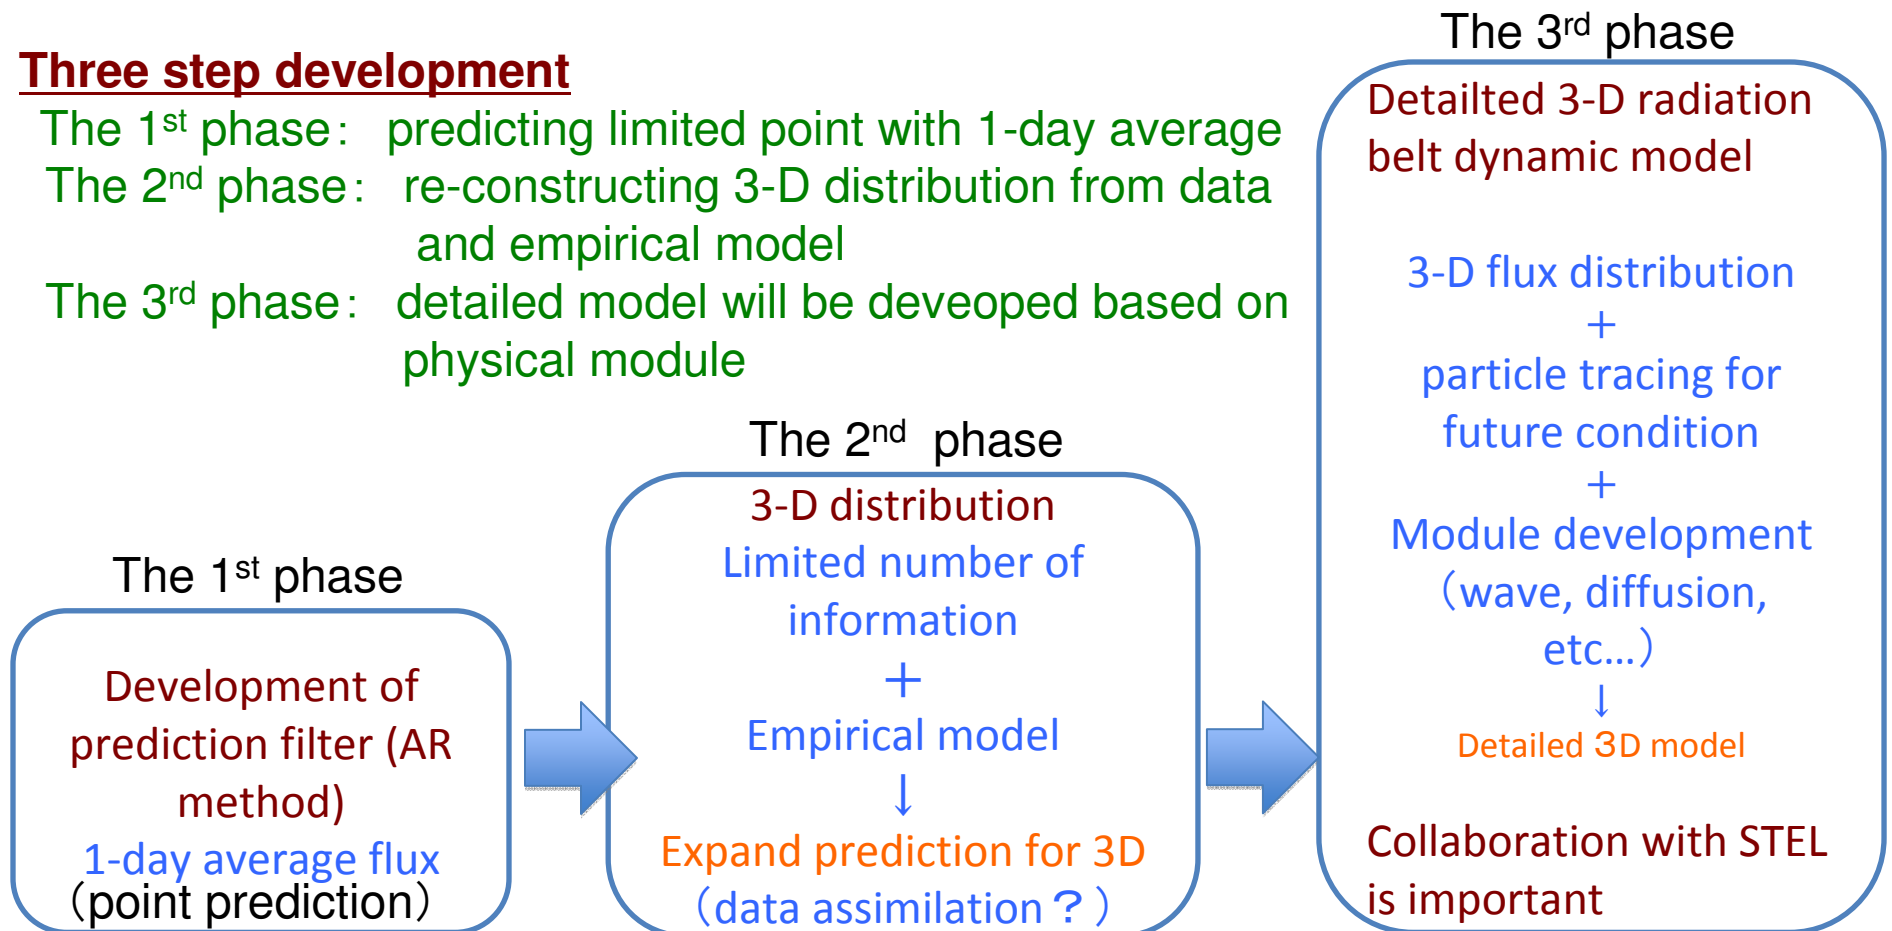 Three step development
The 1st phase： predicting limited point with 1-day average
The 2nd phase： re-constructing 3-D distribution from data
and empirical model
The 3rd phase： detailed model will be deveoped based on
physical module
The 1st phase
Development of
prediction filter (AR
method)
1-day average flux
（point prediction）
The 2nd phase
3-D distribution
Limited number of
information
＋
Empirical model
↓
Expand prediction for 3D
（data assimilation？）
The 3rd phase
Detailted 3-D radiation
belt dynamic model
3-D flux distribution
＋
particle tracing for
future condition
＋
Module development
（wave, diffusion,
etc…）
↓
Detailed ３D model
Collaboration with STEL
is important